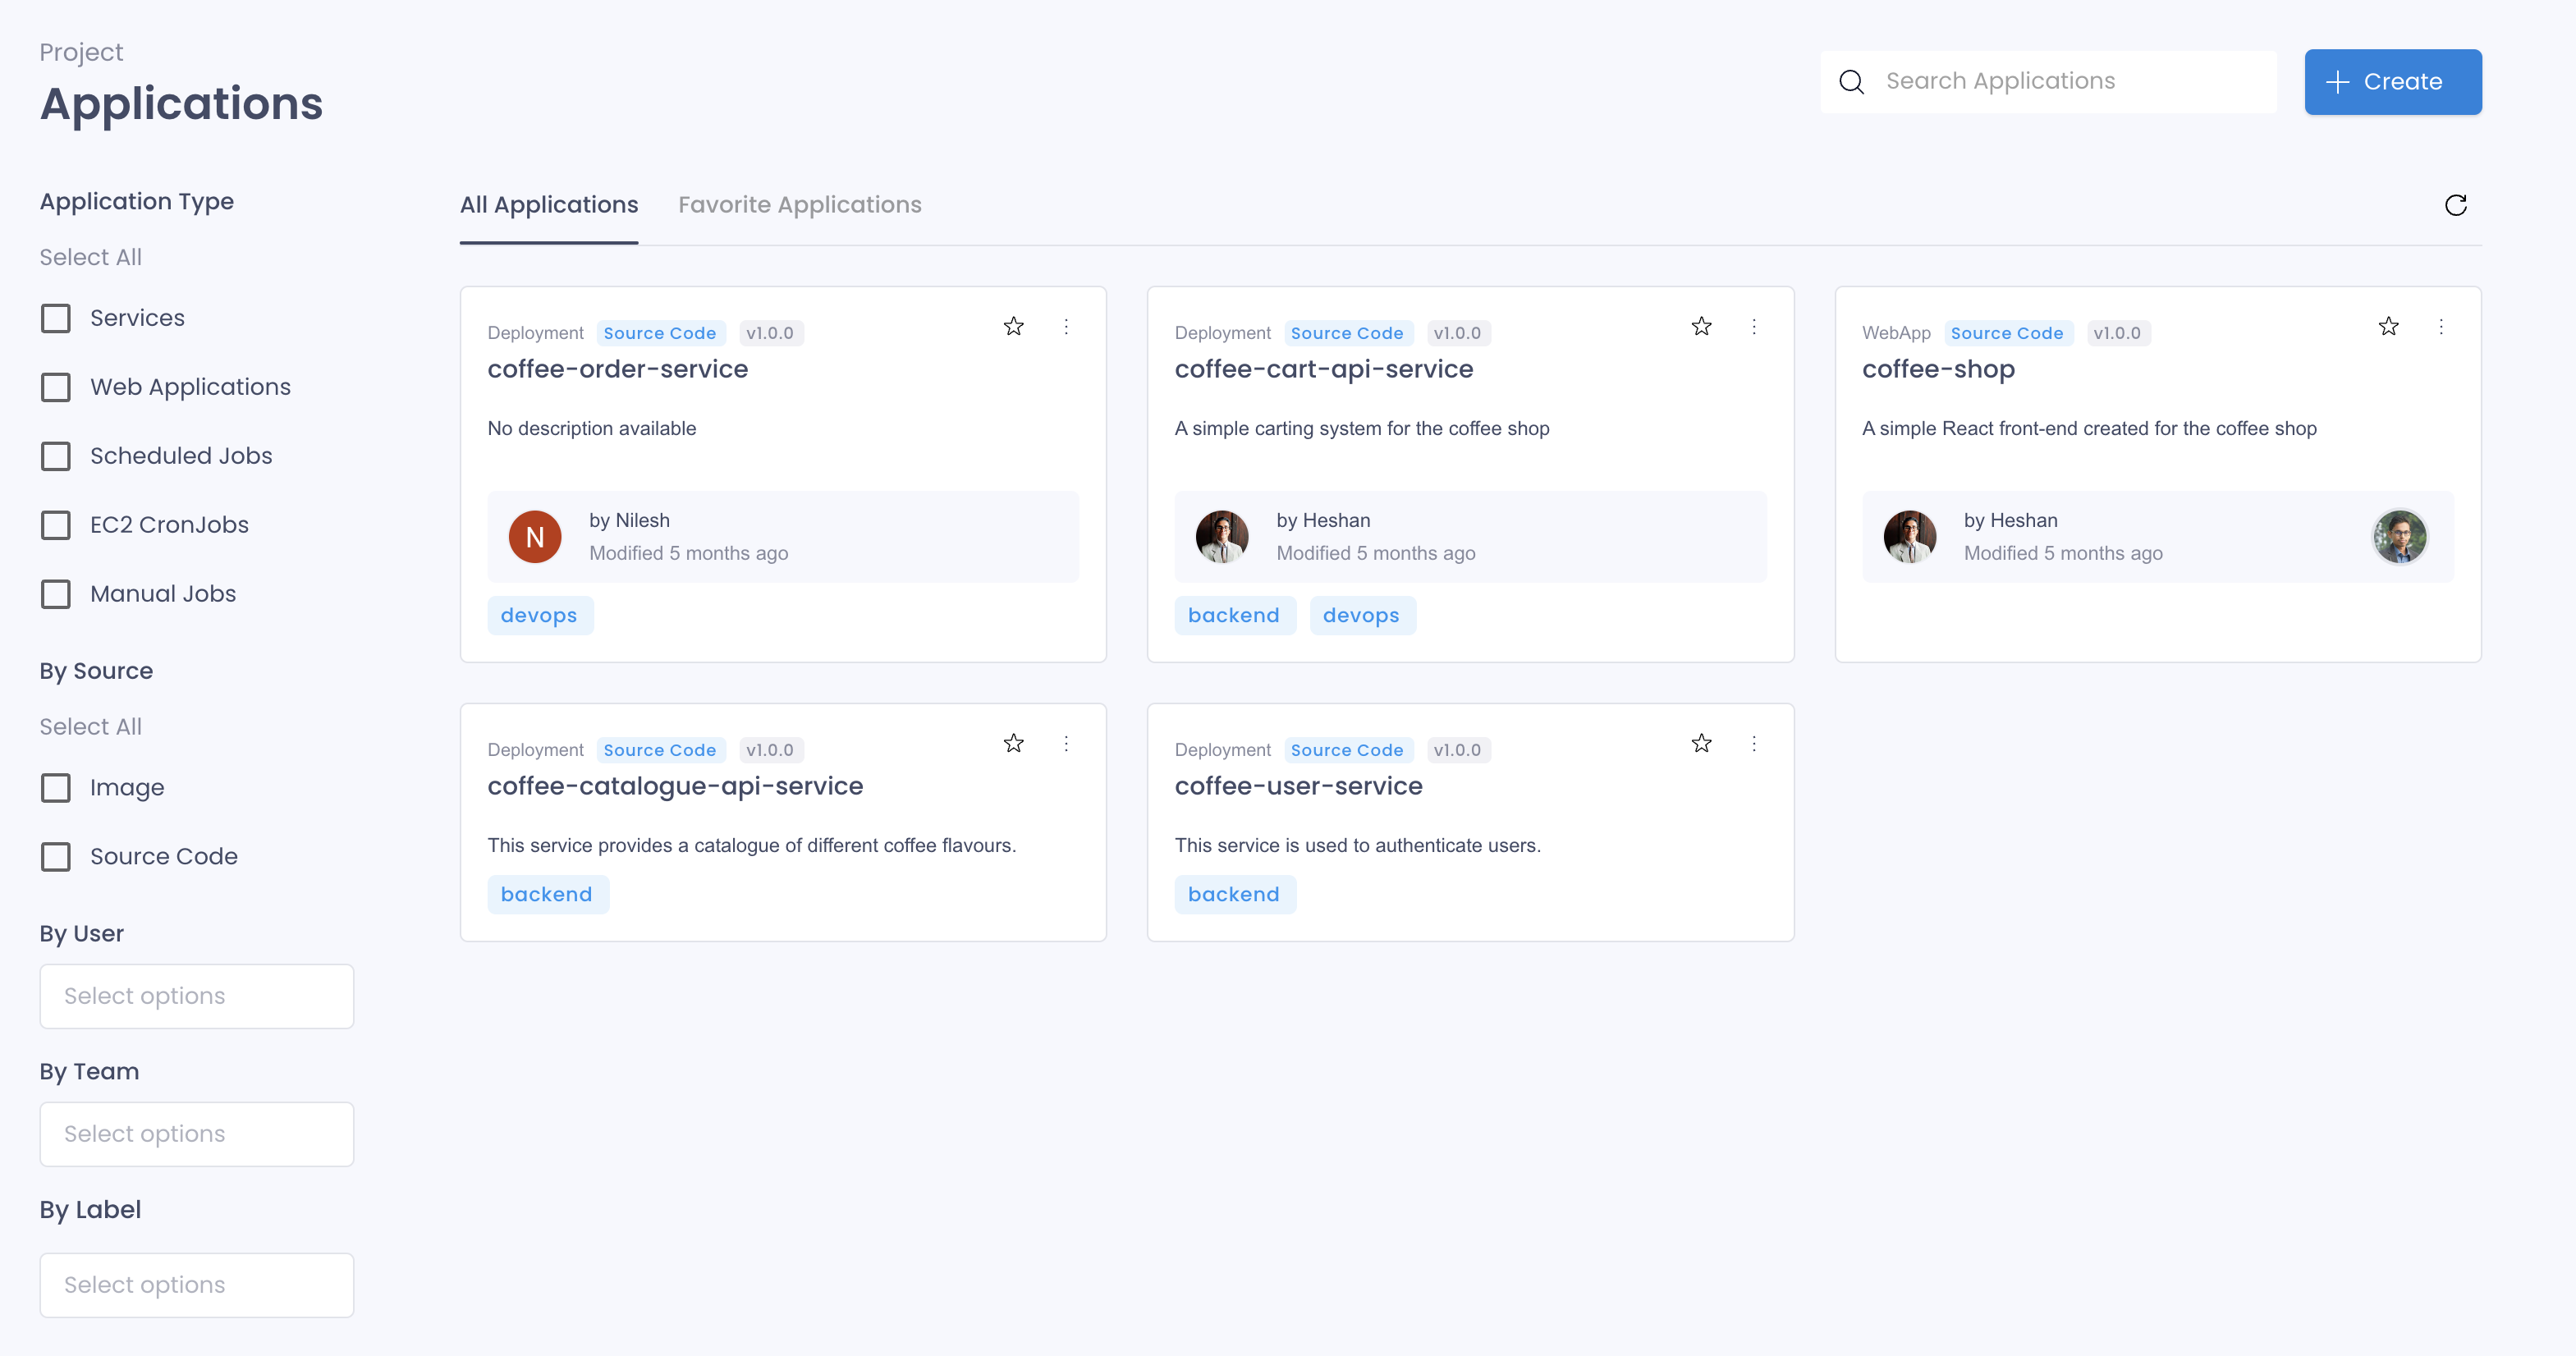 Project
Applications
Search Applications
Create
Application Type
Select All
Services
Web Applications
Scheduled Jobs
EC2 CronJobs
Manual Jobs
By Source
Select All
Image
Source Code
By User
Select options
By Team
Select options
By Label
Select options
All Applications
Favorite Applications
Deployment Source Code v1.0.0
coffee-order-service
No description available
N
by Nilesh
Modified 5 months ago
devops
Deployment Source Code v1.0.0
coffee-cart-api-service
A simple carting system for the coffee shop
by Heshan
Modified 5 months ago
backend devops
WebApp Source Code v1.0.0
coffee-shop
A simple React front-end created for the coffee shop
by Heshan
Modified 5 months ago
Deployment Source Code v1.0.0
coffee-catalogue-api-service
This service provides a catalogue of different coffee flavours.
backend
Deployment Source Code v1.0.0
coffee-user-service
This service is used to authenticate users.
backend